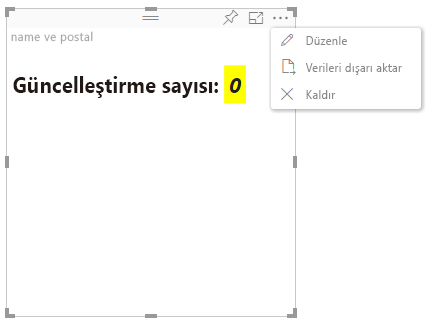 name ve postal
Güncelleştirme sayısı: 0
Düzenle
Verileri dışarı aktar
Kaldır